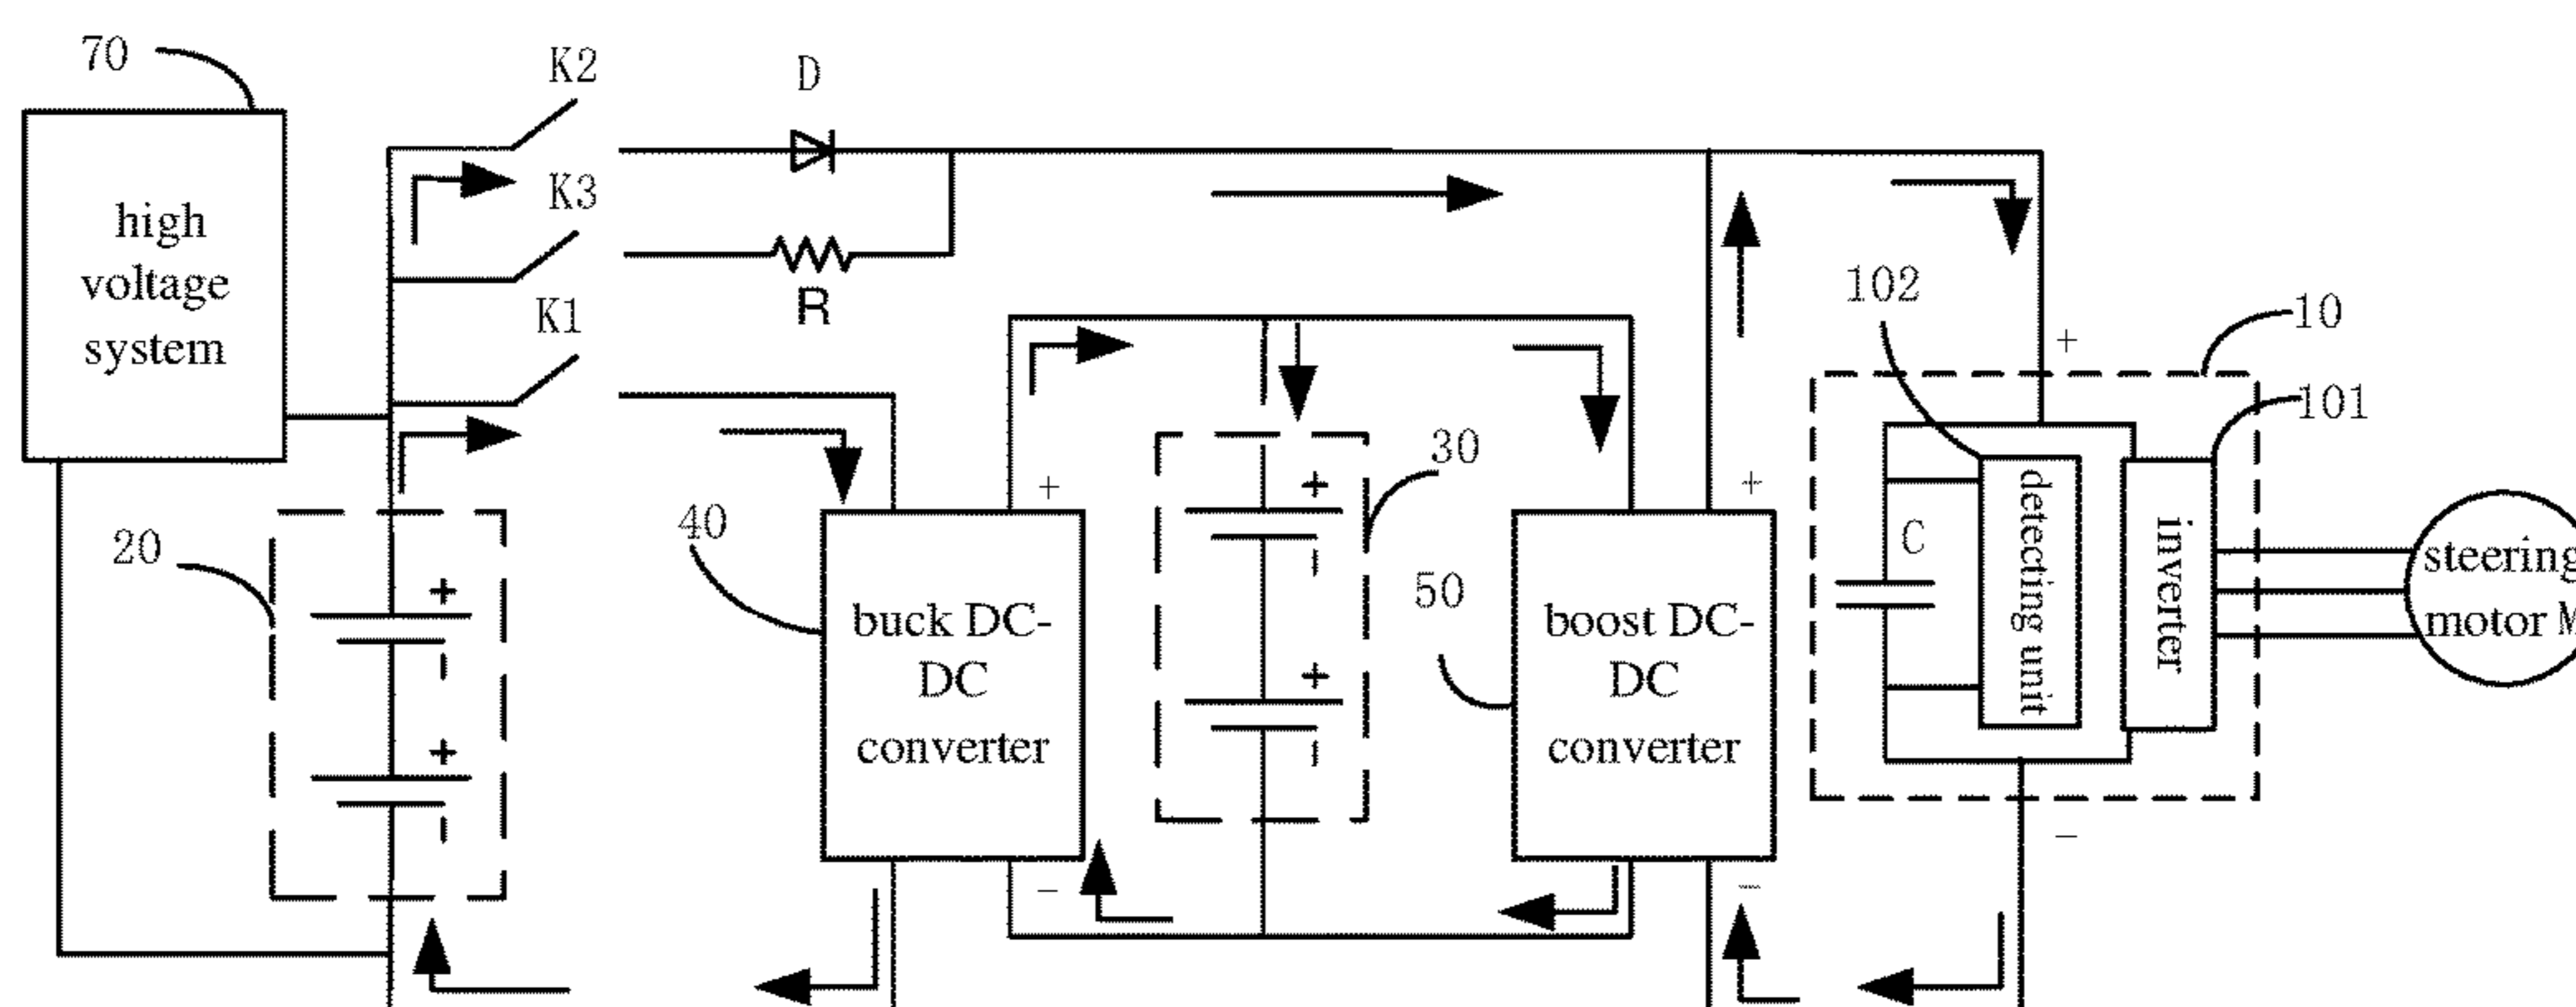 70
K2
D
high
voltage
system
K3
R
K1
102
10
101
+
30
40
+
+
+
20
-
C
detecting unit
inverter
steering
motor M
50
+
-
buck DC-
DC
converter
+
-
boost DC-
DC
converter
+
-
-
-
-